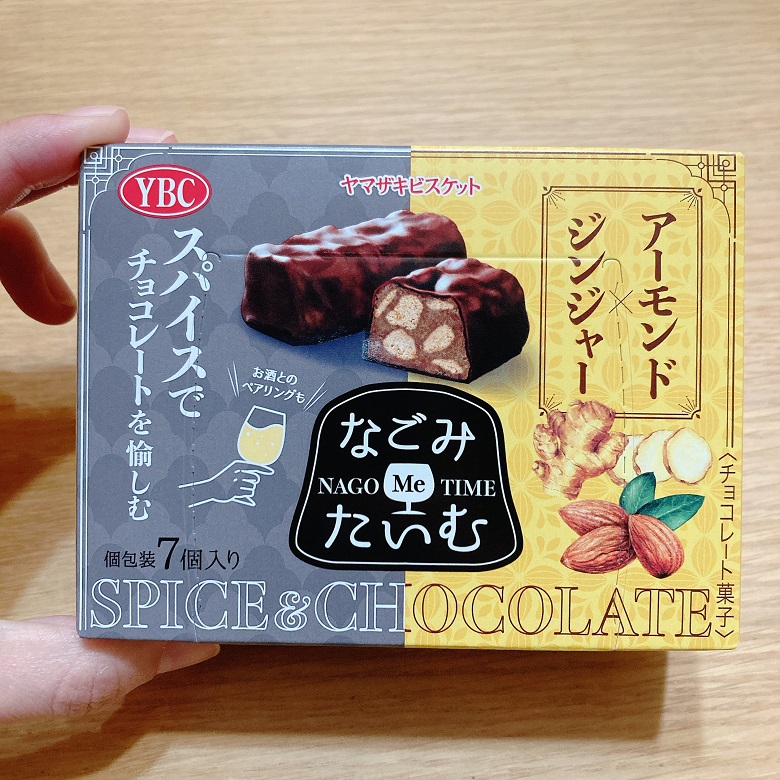 YBC
ヤマザキビスケット
スパイスで
チョコレートを愉しむ
お酒との
ペアリングも
アーモンド
×
ジンジャー
なごみ
NAGO Me TIME
たいむ
個包装7個入り
〈チョコレート菓子〉
SPICE & CHOCOLATE